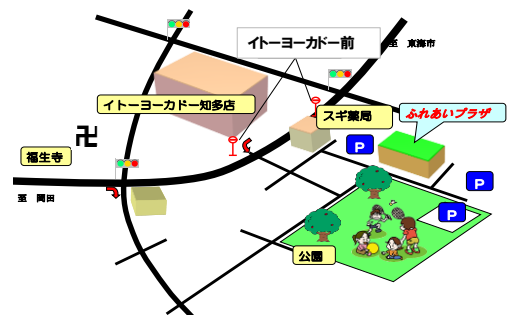 イトーヨーカドー前
至 東海市
イトーヨーカドー知多店
スギ薬局
ふれあいプラザ
卍
福生寺
P
P
P
至 岡田
公園